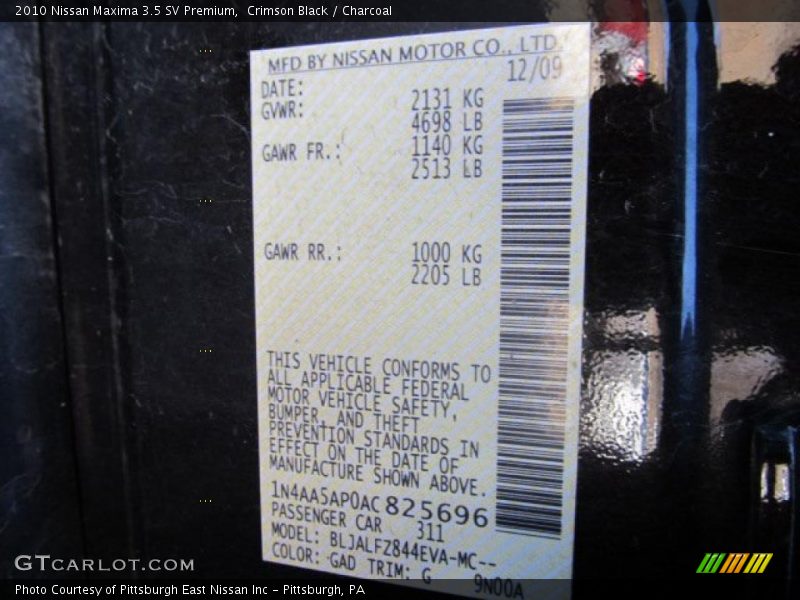 2010 Nissan Maxima 3.5 SV Premium,  Crimson Black / Charcoal
MFD BY NISSAN MOTOR CO., LTD.
DATE: 12/09
GVWR: 2131 KG
4698 LB
GAWR FR.: 1140 KG
2513 LB
GAWR RR.: 1000 KG
2205 LB
THIS VEHICLE CONFORMS TO
ALL APPLICABLE FEDERAL
MOTOR VEHICLE SAFETY,
BUMPER, AND THEFT
PREVENTION STANDARDS IN
EFFECT ON THE DATE OF
MANUFACTURE SHOWN ABOVE.
1N4AA5AP0AC825696
PASSENGER CAR 311
MODEL: BLJALFZ844EVA-MC--
COLOR: GAD TRIM: G 9N00A
GTCARLOT.COM
Photo Courtesy of Pittsburgh East Nissan Inc - Pittsburgh, PA